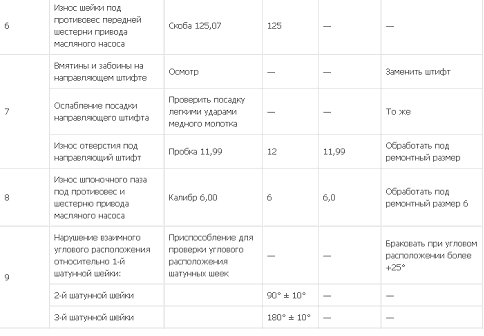 6
Износ шейки под
противовес передней
шестерни привода
масляного насоса
Скоба 125,07
125
—
—
7
Вмятины и забоины на
направляющем штифте
Осмотр
—
—
Заменить штифт
Ослабление посадки
направляющего штифта
Проверить посадку
легкими ударами
медного молотка
—
—
То же
Износ отверстия под
направляющий штифт
Пробка 11,99
12
11,99
Обработать под
ремонтный размер
8
Износ шпоночного паза
под противовес и
шестерню привода
масляного насоса
Калибр 6,00
6
6,0
Обработать под
ремонтный размер 6
9
Нарушение взаимного
углового расположения
относительно 1-й
шатунной шейки:
Приспособление для
проверки углового
расположения
шатунных шеек
—
—
Браковать при угловом
расположении более
+25°
2-й шатунной шейки
90° ± 10°
—
—
3-й шатунной шейки
180° ± 10°
—
—